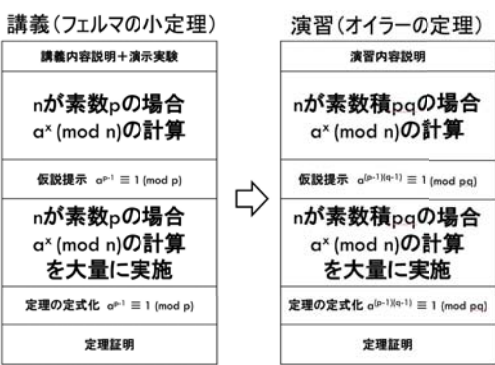 講義(フェルマの小定理)
講義内容説明+演示実験
nが素数pの場合
aˣ (mod n)の計算
仮説提示 aᵖ⁻¹ ≡ 1 (mod p)
nが素数pの場合
aˣ (mod n)の計算
を大量に実施
定理の定式化 aᵖ⁻¹ ≡ 1 (mod p)
定理証明
演習(オイラーの定理)
演習内容説明
nが素数積pqの場合
aˣ (mod n)の計算
仮説提示 a⁽ᵖ⁻¹⁾⁽q⁻¹⁾ ≡ 1 (mod pq)
nが素数積pqの場合
aˣ (mod n)の計算
を大量に実施
定理の定式化 a⁽ᵖ⁻¹⁾⁽q⁻¹⁾ ≡ 1 (mod pq)
定理証明